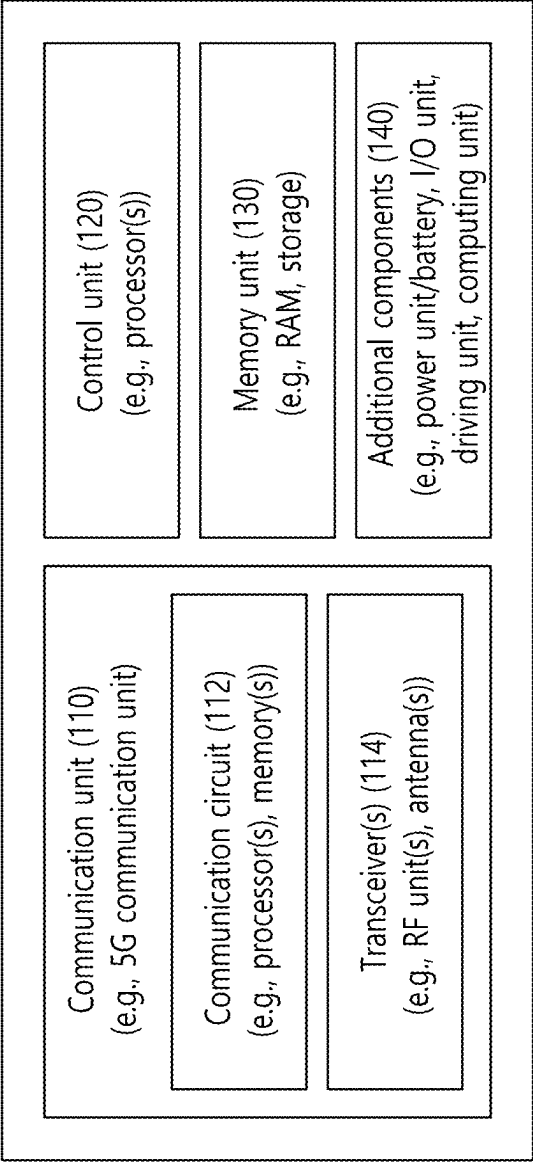 Communication unit (110)
(e.g., 5G communication unit)
Communication circuit (112)
(e.g., processor(s), memory(s))
Transceiver(s) (114)
(e.g., RF unit(s), antenna(s))
Control unit (120)
(e.g., processor(s))
Memory unit (130)
(e.g., RAM, storage)
Additional components (140)
(e.g., power unit/battery, I/O unit,
driving unit, computing unit)